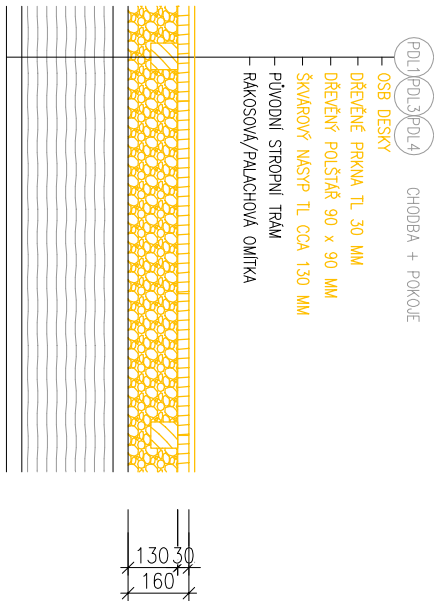 PDL1 PDL3 PDL4 CHODBA + POKOJE
OSB DESKY
DŘEVĚNÉ PRKNA TL 30 MM
DŘEVĚNÝ POLŠTÁŘ 90 x 90 MM
ŠKVÁROVÝ NÁSYP TL CCA 130 MM
PŮVODNÍ STROPNÍ TRÁM
RÁKOSOVÁ/PALACHOVÁ OMÍTKA
130 30
160